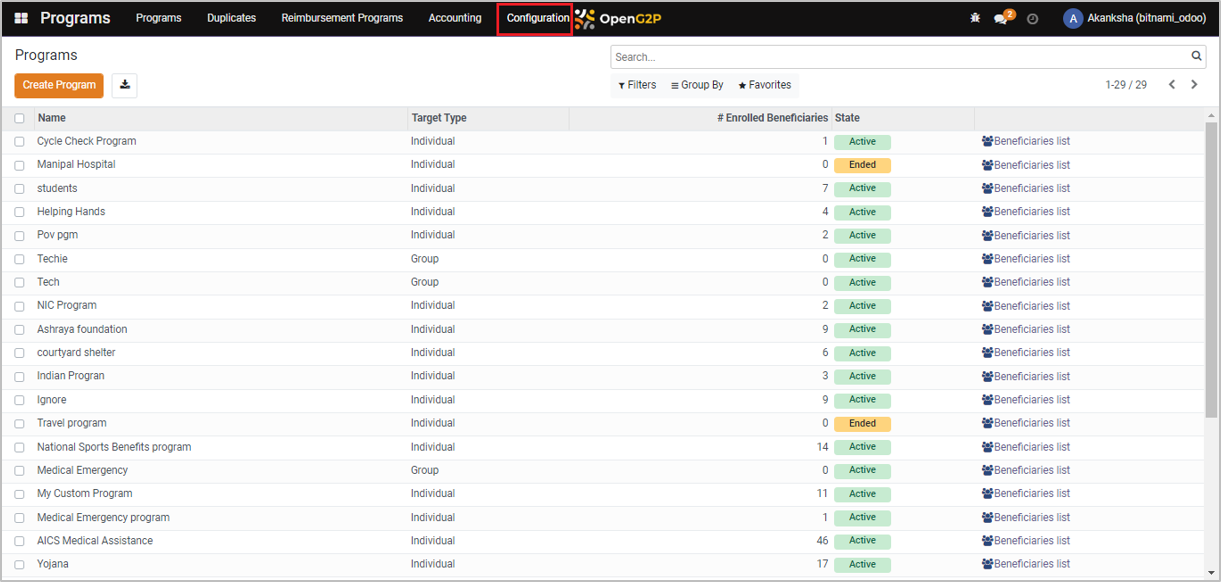 Programs Programs Duplicates Reimbursement Programs Accounting Configuration OpenG2P 2 A Akanksha (bitnami_odoo)
Programs Search...
Create Program Filters Group By Favorites 1-29 / 29
Name Target Type # Enrolled Beneficiaries State
Cycle Check Program Individual 1 Active Beneficiaries list
Manipal Hospital Individual 0 Ended Beneficiaries list
students Individual 7 Active Beneficiaries list
Helping Hands Individual 4 Active Beneficiaries list
Pov pgm Individual 2 Active Beneficiaries list
Techie Group 0 Active Beneficiaries list
Tech Group 0 Active Beneficiaries list
NIC Program Individual 2 Active Beneficiaries list
Ashraya foundation Individual 9 Active Beneficiaries list
courtyard shelter Individual 6 Active Beneficiaries list
Indian Progran Individual 3 Active Beneficiaries list
Ignore Individual 9 Active Beneficiaries list
Travel program Individual 0 Ended Beneficiaries list
National Sports Benefits program Individual 14 Active Beneficiaries list
Medical Emergency Group 0 Active Beneficiaries list
My Custom Program Individual 11 Active Beneficiaries list
Medical Emergency program Individual 1 Active Beneficiaries list
AICS Medical Assistance Individual 46 Active Beneficiaries list
Yojana Individual 17 Active Beneficiaries list